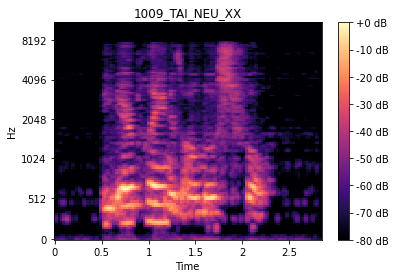 1009_TAI_NEU_XX
+0 dB
8192
-10 dB
4096
-20 dB
-30 dB
2048
Hz
-40 dB
1024
-50 dB
512
-60 dB
-70 dB
0
-80 dB
0 0.5 1 1.5 2 2.5
Time